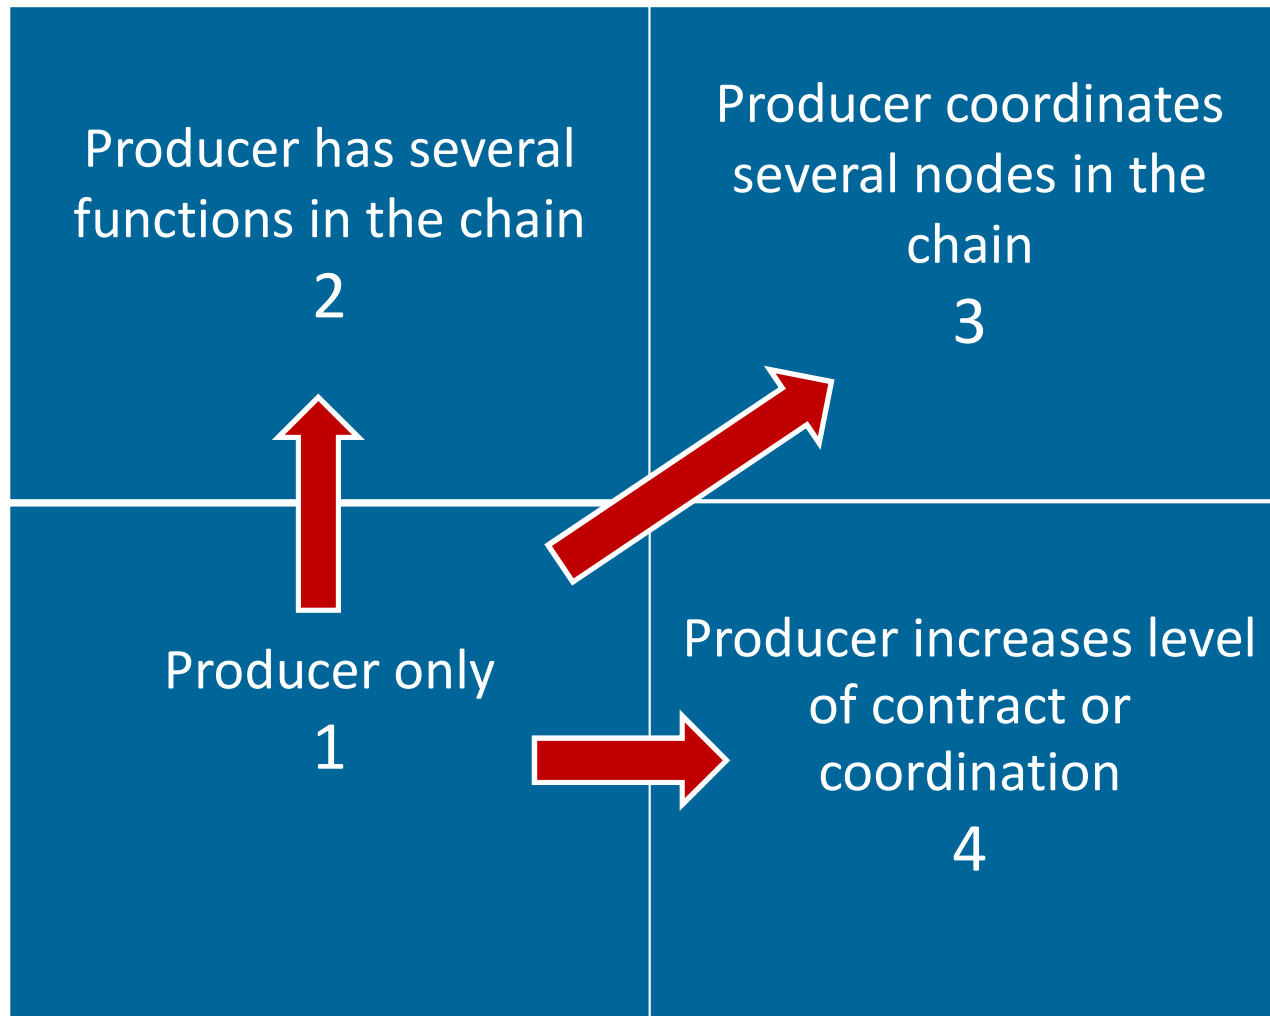 Producer has several
functions in the chain
2
Producer coordinates
several nodes in the
chain
3
Producer only
1
Producer increases level
of contract or
coordination
4